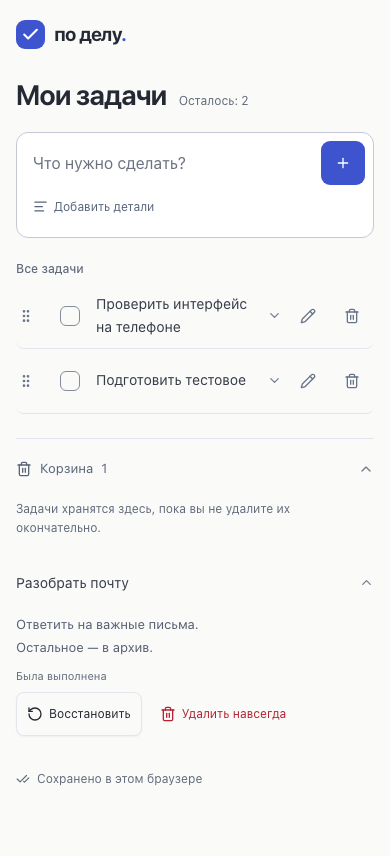 по делу.
Мои задачи Осталось: 2
Что нужно сделать?
Добавить детали
Все задачи
Проверить интерфейс
на телефоне
Подготовить тестовое
Корзина 1
Задачи хранятся здесь, пока вы не удалите их
окончательно.
Разобрать почту
Ответить на важные письма.
Остальное — в архив.
Была выполнена
Восстановить Удалить навсегда
Сохранено в этом браузере